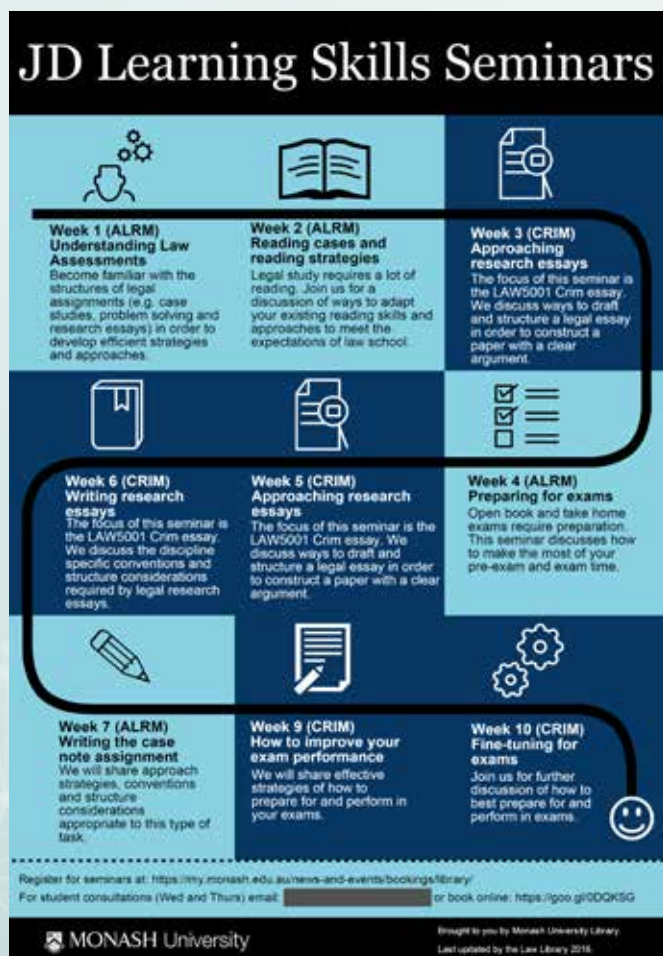 JD Learning Skills Seminars
Week 1 (ALRM)
Understanding Law
Assessments
Become familiar with the
structures of legal
assignments (e.g. case
studies, problem solving and
research essays) in order to
develop efficient strategies
and approaches.
Week 2 (ALRM)
Reading cases and
reading strategies
Legal study requires a lot of
reading. Join us for a
discussion of ways to adapt
your existing reading skills and
approaches to meet the
expectations of law school.
Week 3 (CRIM)
Approaching
research essays
The focus of this seminar is
the LAW5001 Crim essay.
We discuss ways to draft
and structure a legal essay
in order to construct a
paper with a clear
argument.
Week 4 (ALRM)
Preparing for exams
Open book and take home
exams require preparation.
This seminar discusses how
to make the most of your
pre-exam and exam time.
Week 5 (CRIM)
Approaching research
essays
The focus of this seminar is the
LAW5001 Crim essay. We
discuss ways to draft and
structure a legal essay in order
to construct a paper with a clear
argument.
Week 6 (CRIM)
Writing research
essays
The focus of this seminar is
the LAW5001 Crim essay.
We discuss the discipline
specific conventions and
structure considerations
required by legal research
essays.
Week 7 (ALRM)
Writing the case
note assignment
We will share approach
strategies, conventions
and structure
considerations
appropriate to this type of
task.
Week 9 (CRIM)
How to improve your
exam performance
We will share effective
strategies of how to
prepare for and perform in
your exams.
Week 10 (CRIM)
Fine-tuning for
exams
Join us for further
discussion of how to
best prepare for and
perform in exams.
Register for seminars at: https://my.monash.edu.au/news-and-events/bookings/library/
For student consultations (Wed and Thurs) email: or book online: https://goo.gl/0DQKSG
MONASH University
Brought to you by Monash University Library.
Last updated by the Law Library 2016.